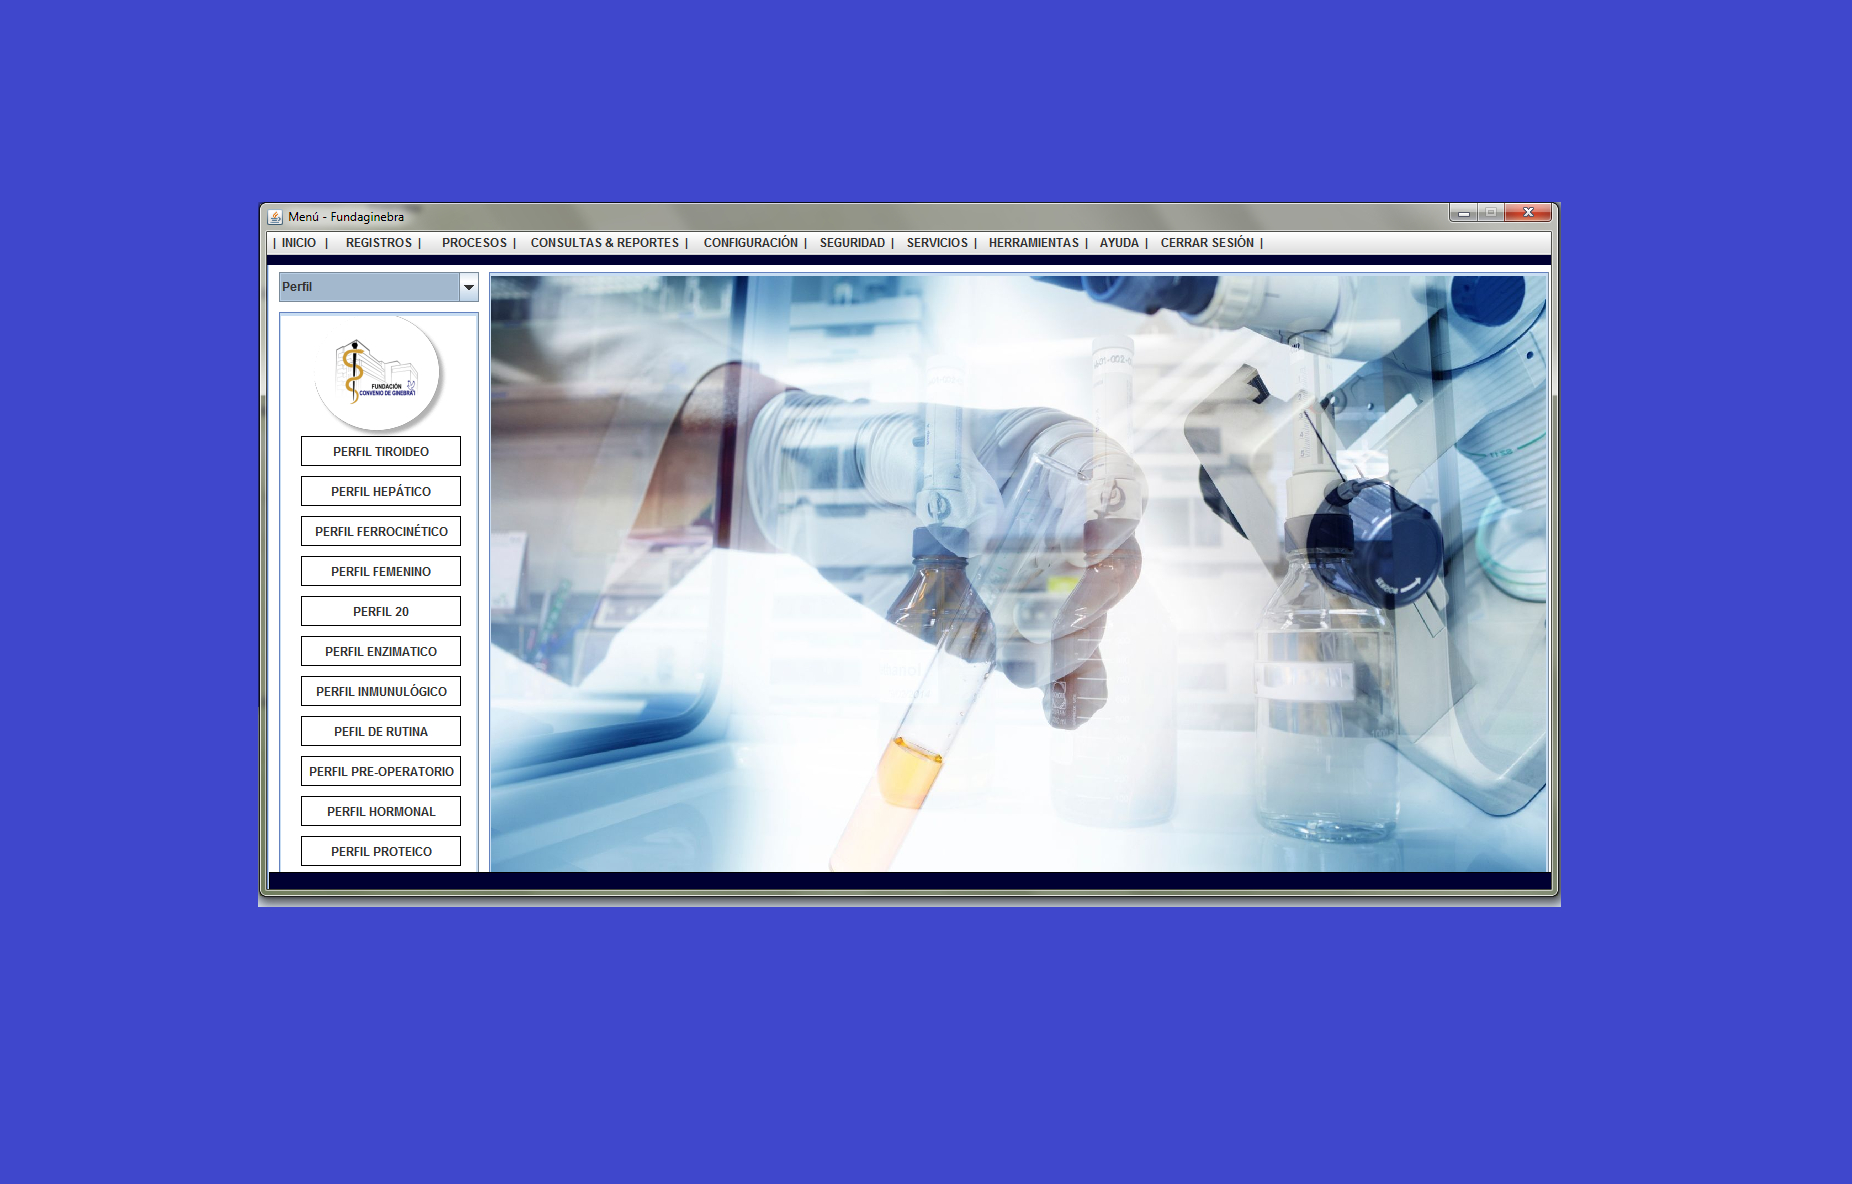 Menú - Fundaginebra
| INICIO | REGISTROS | PROCESOS | CONSULTAS & REPORTES | CONFIGURACIÓN | SEGURIDAD | SERVICIOS | HERRAMIENTAS | AYUDA | CERRAR SESIÓN |
Perfil
FUNDACIÓN
CONVENIO DE GINEBRA
PERFIL TIROIDEO
PERFIL HEPÁTICO
PERFIL FERROCINÉTICO
PERFIL FEMENINO
PERFIL 20
PERFIL ENZIMATICO
PERFIL INMUNULÓGICO
PEFIL DE RUTINA
PERFIL PRE-OPERATORIO
PERFIL HORMONAL
PERFIL PROTEICO